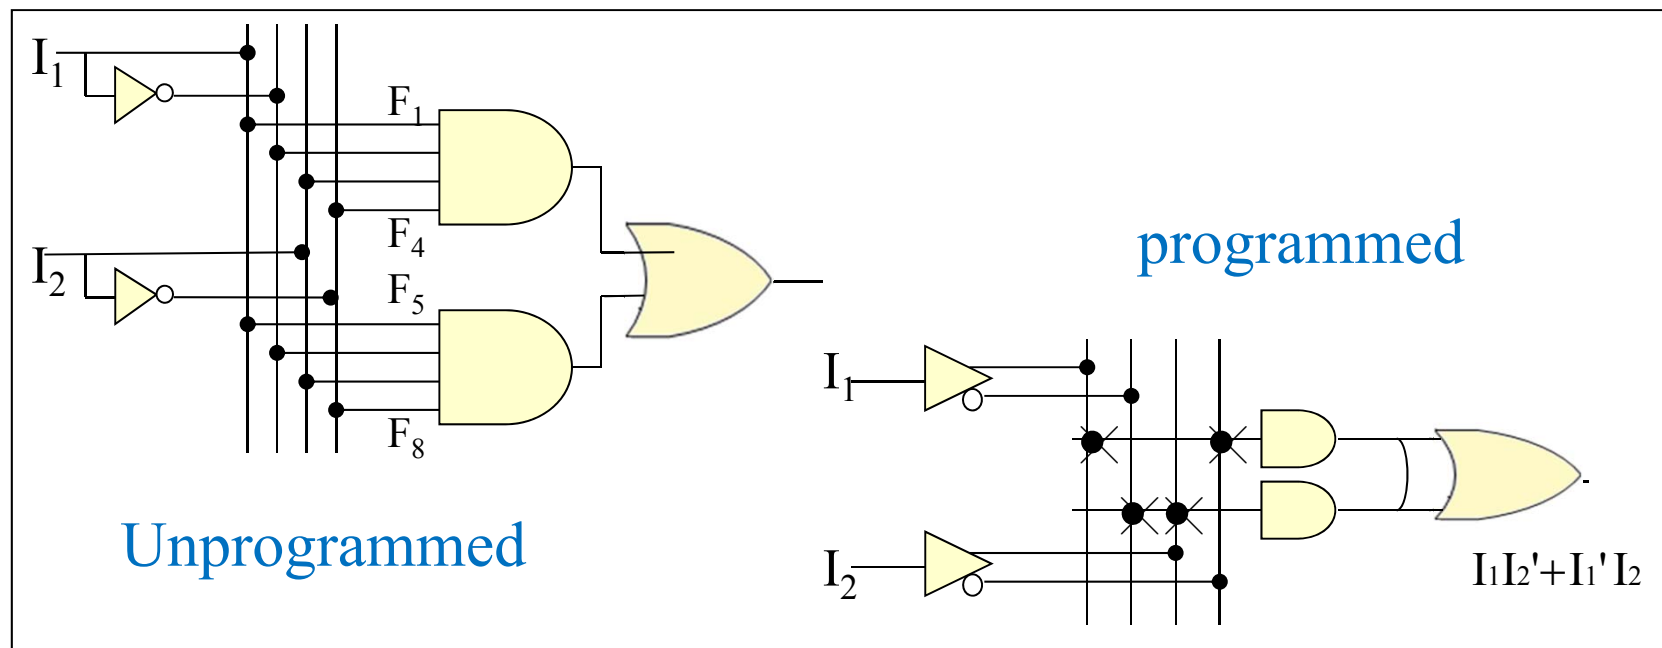 I1
F1
F4
I2
F5
F8
Unprogrammed
programmed
I1
I2
I1I2'+I1'I2